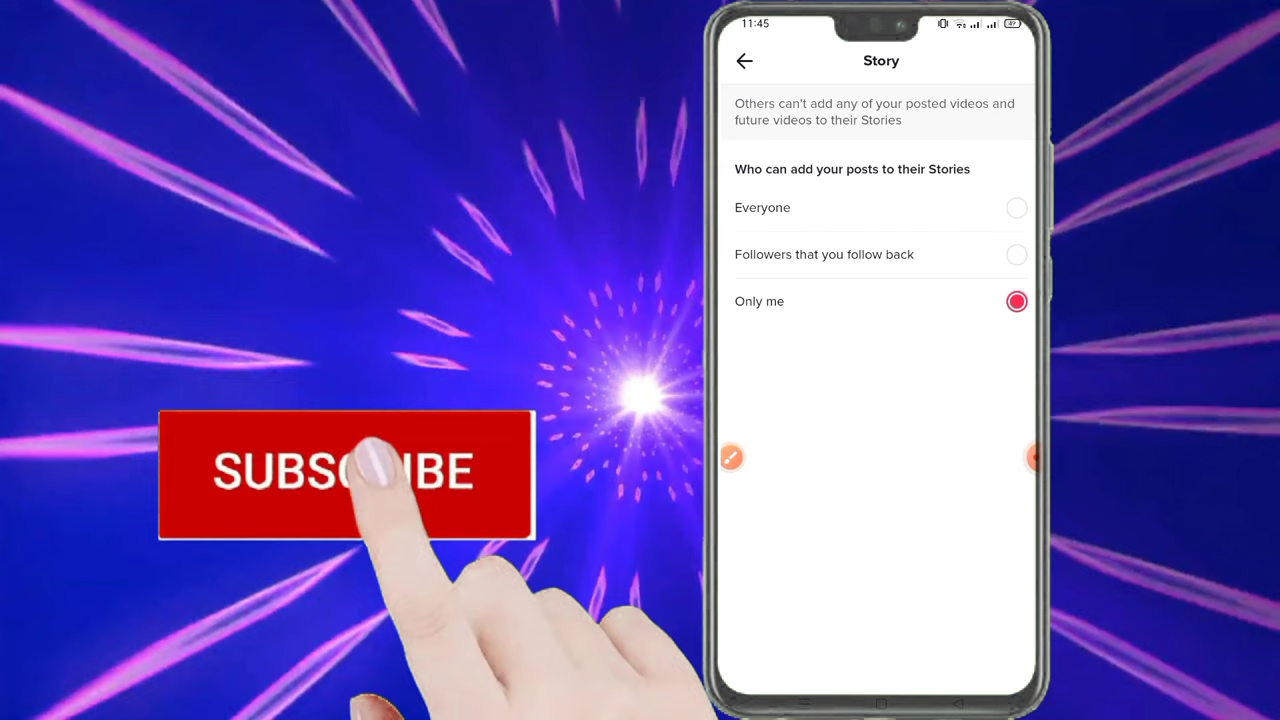 11:45
49
Story
Others can't add any of your posted videos and
future videos to their Stories
Who can add your posts to their Stories
Everyone
Followers that you follow back
Only me
SUBSCRIBE